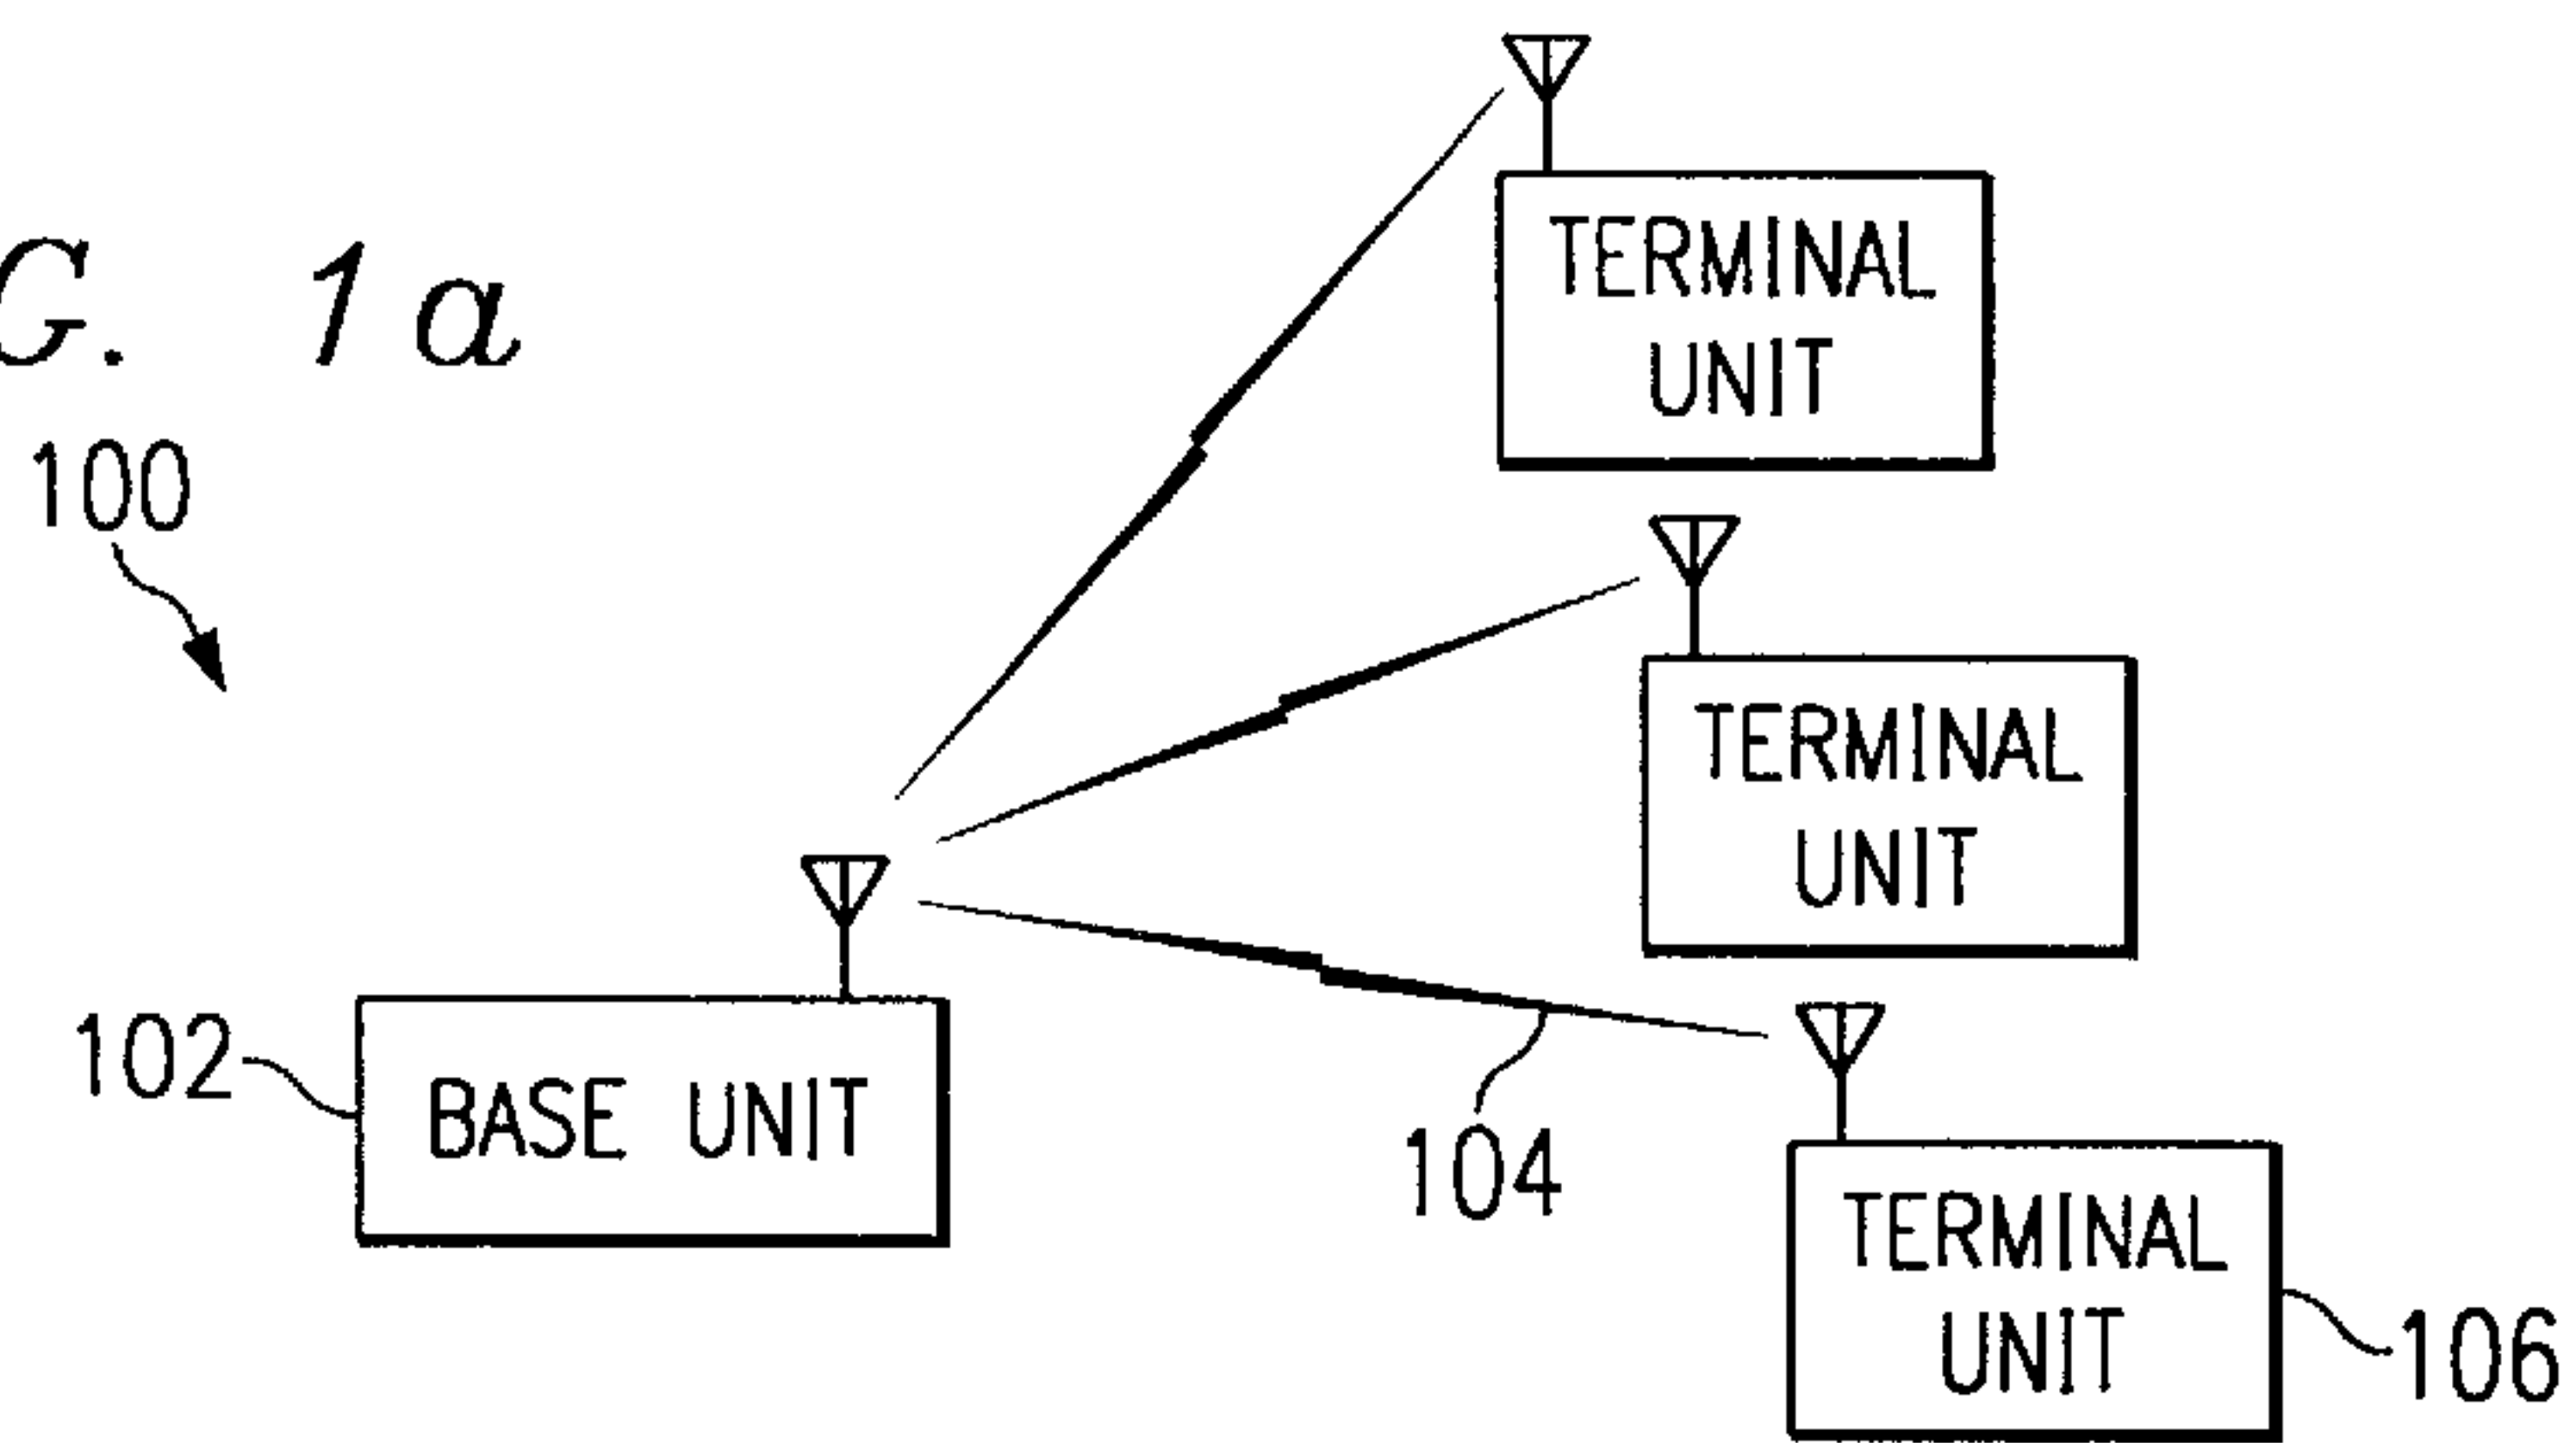 G. 1a
100
TERMINAL
UNIT
TERMINAL
UNIT
102
BASE UNIT
104
TERMINAL
UNIT
106